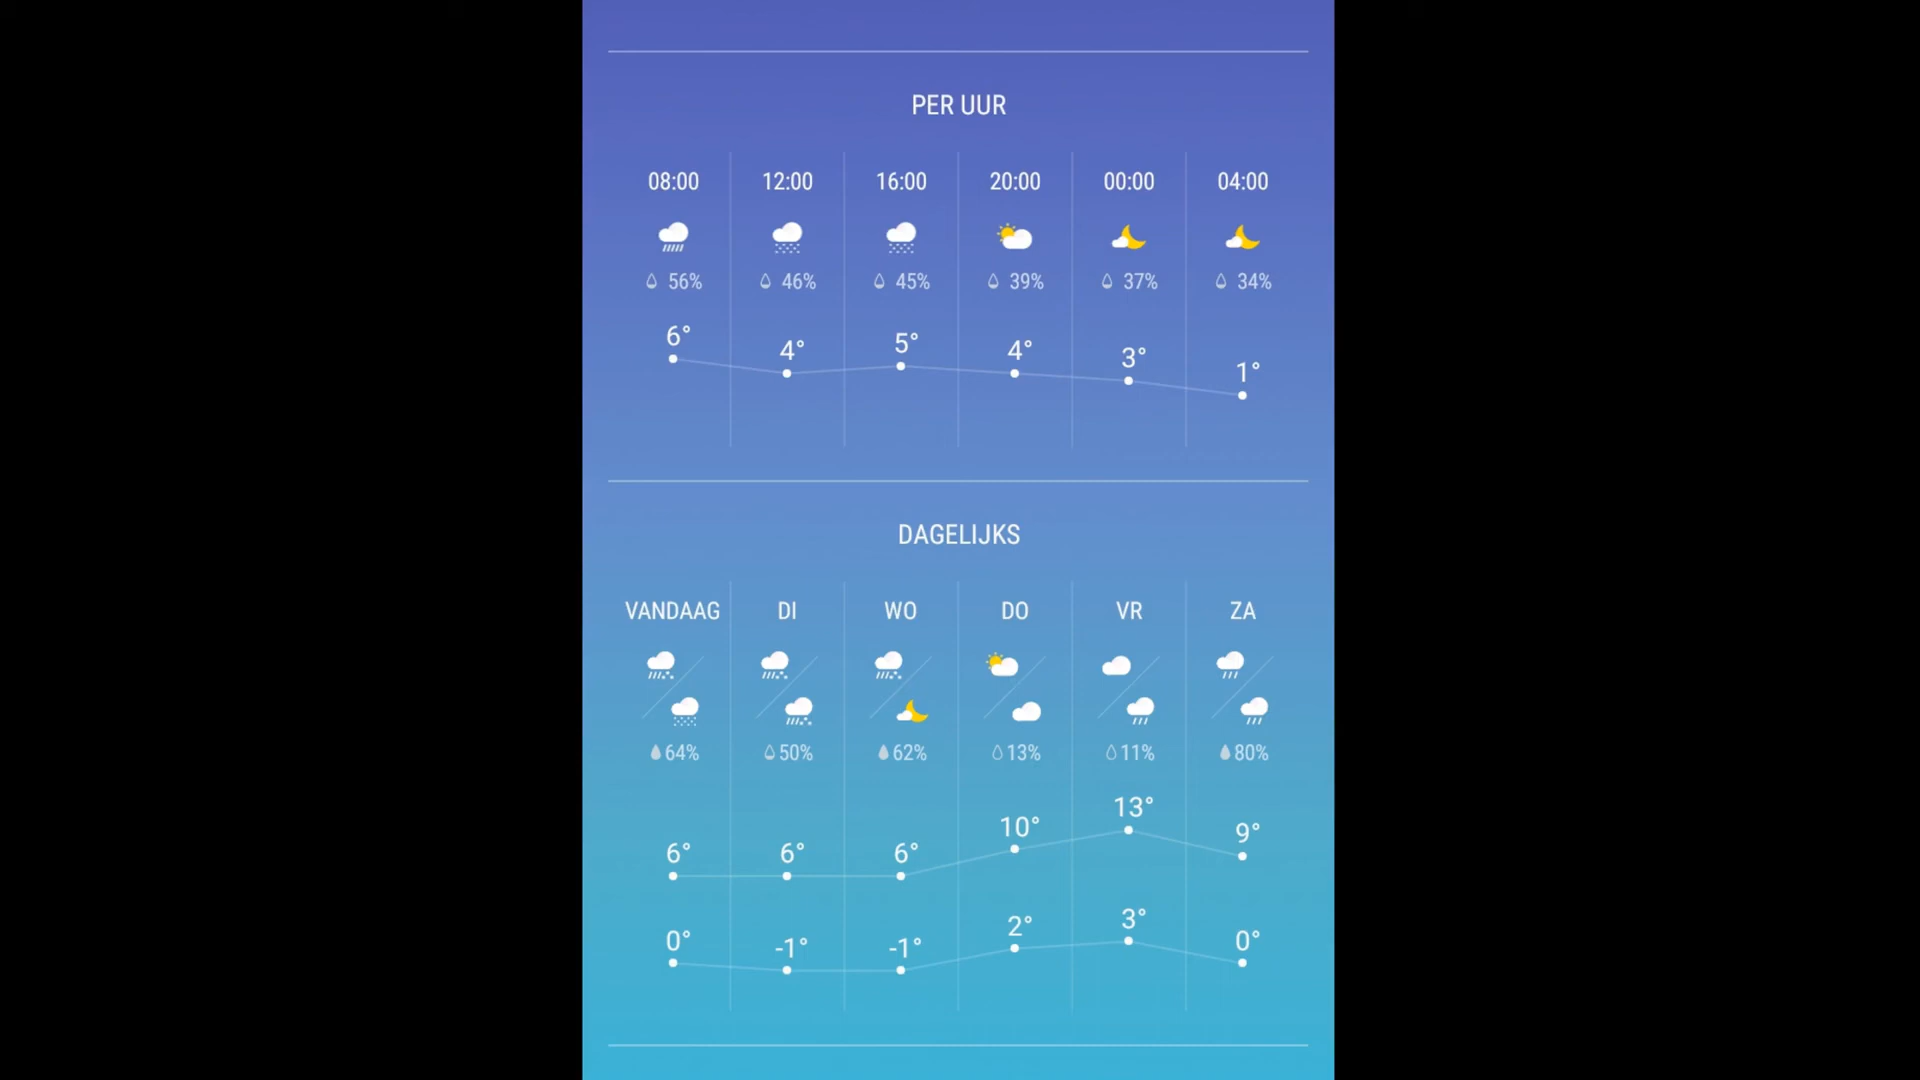 PER UUR
08:00 12:00 16:00 20:00 00:00 04:00
56% 46% 45% 39% 37% 34%
6° 4° 5° 4° 3° 1°
DAGELIJKS
VANDAAG DI WO DO VR ZA
64% 50% 62% 13% 11% 80%
6° 6° 6° 10° 13° 9°
0° -1° -1° 2° 3° 0°